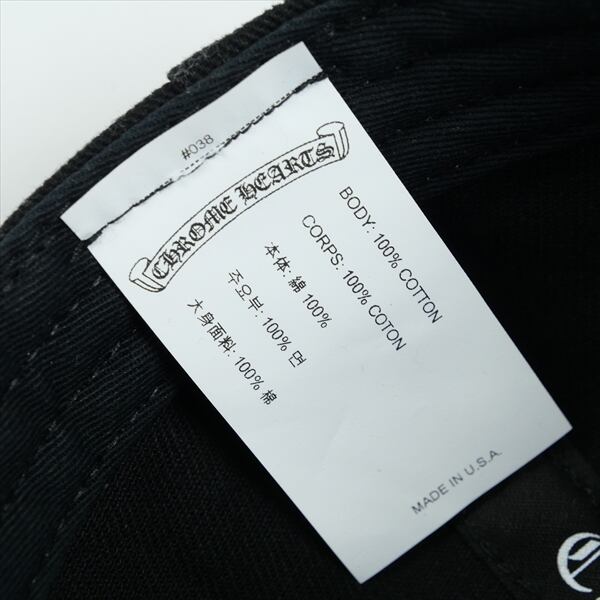 #038
CHROME HEARTS
BODY: 100% COTTON
CORPS: 100% COTON
本体: 綿 100%
주요부: 100% 면
大身面料: 100% 棉
MADE IN U.S.A.